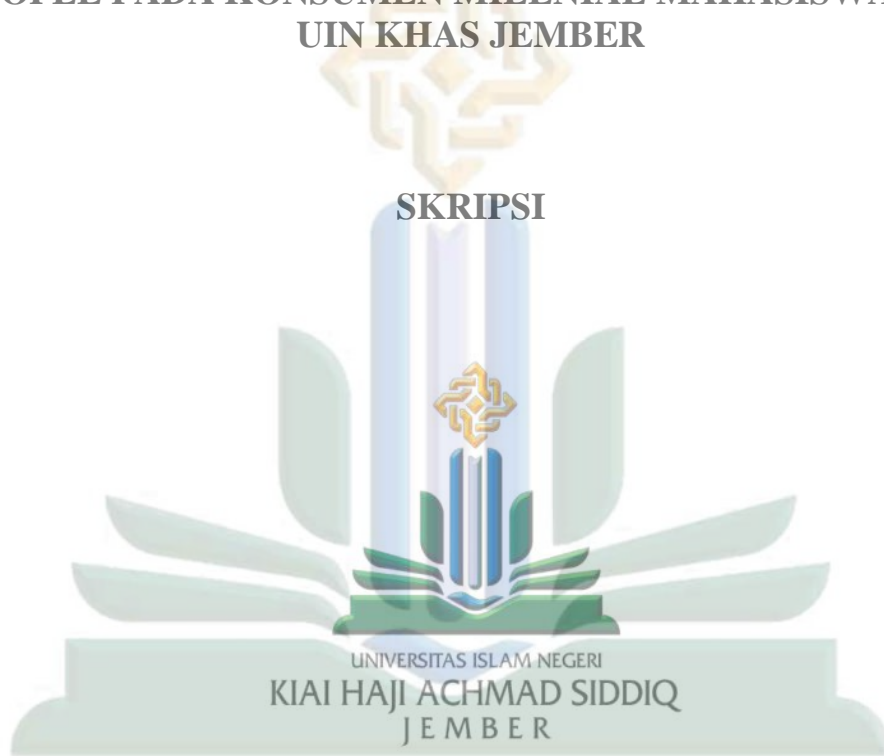 PADA KONSUMEN MILENIAL MAHASISWA
UIN KHAS JEMBER
SKRIPSI
UNIVERSITAS ISLAM NEGERI
KIAI HAJI ACHMAD SIDDIQ
JEMBER